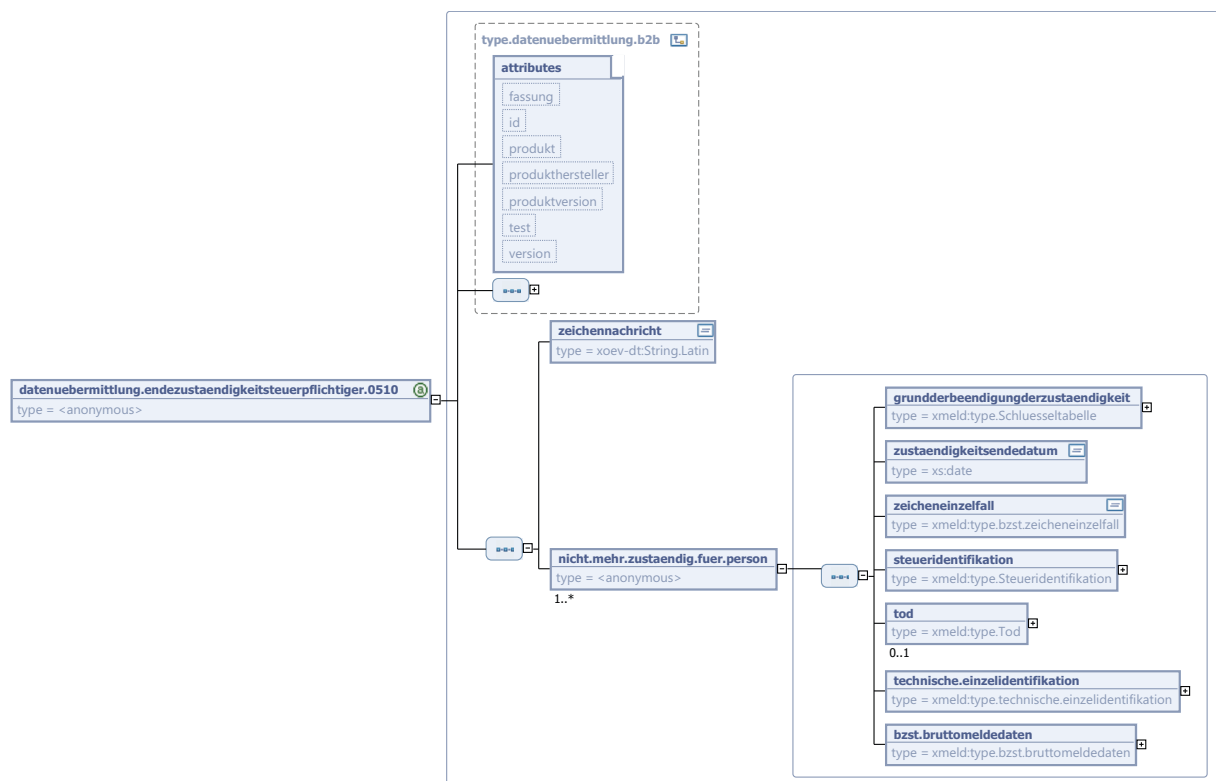 type.datenuebermittlung.b2b
attributes
fassung
id
produkt
produkthersteller
produktversion
test
version
zeichennachricht
type = xoev-dt:String.Latin
datenuebermittlung.endezustaendigkeitsteuerpflichtiger.0510
a
type = <anonymous>
grundderbeendigungderzustaendigkeit
type = xmeld:type.Schluesseltabelle
zustaendigkeitsendedatum
type = xs:date
zeicheneinzelfall
type = xmeld:type.bzst.zeicheneinzelfall
nicht.mehr.zustaendig.fuer.person
type = <anonymous>
1..*
steueridentifikation
type = xmeld:type.Steueridentifikation
tod
type = xmeld:type.Tod
0..1
technische.einzelidentifikation
type = xmeld:type.technische.einzelidentifikation
bzst.bruttomeldedaten
type = xmeld:type.bzst.bruttomeldedaten